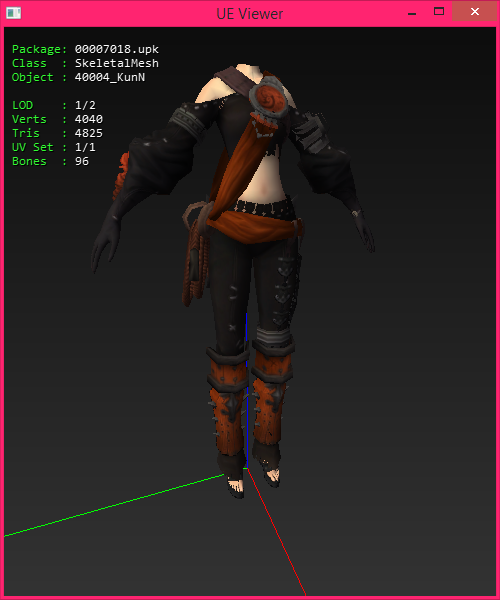 UE Viewer
Package: 00007018.upk
Class : SkeletalMesh
Object : 40004_KunN
LOD : 1/2
Verts : 4040
Tris : 4825
UV Set : 1/1
Bones : 96